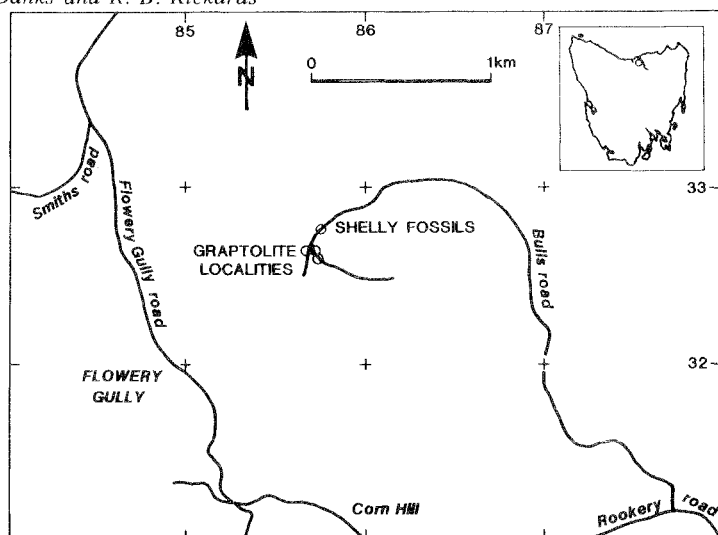 Banks and R. B. Rickards
85
86
87
N
0 1km
Smiths road
Flowery Gully road
SHELLY FOSSILS
33
GRAPTOLITE
LOCALITIES
Bulls road
32
FLOWERY
GULLY
Corn Hill
Rookery road